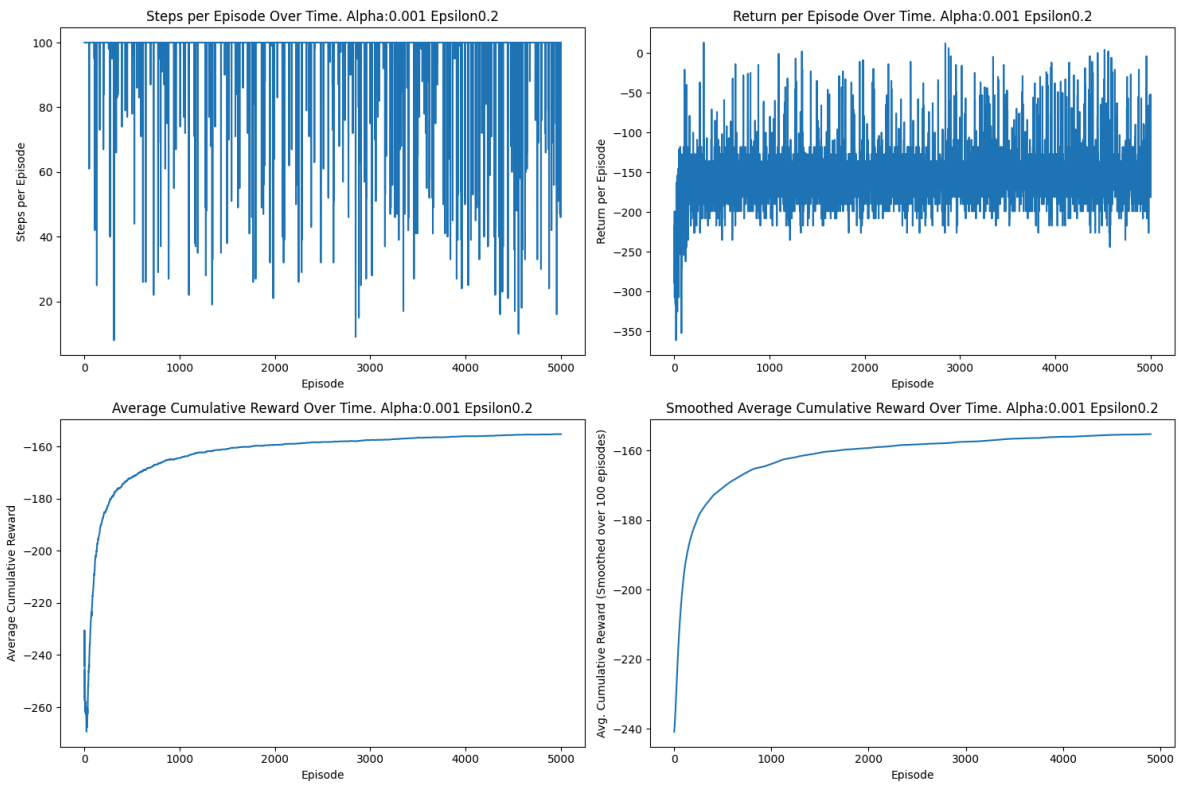 Steps per Episode Over Time. Alpha:0.001 Epsilon0.2
Steps per Episode
100
80
60
40
20
0 1000 2000 3000 4000 5000
Episode
Return per Episode Over Time. Alpha:0.001 Epsilon0.2
Return per Episode
0
−50
−100
−150
−200
−250
−300
−350
0 1000 2000 3000 4000 5000
Episode
Average Cumulative Reward Over Time. Alpha:0.001 Epsilon0.2
Average Cumulative Reward
−160
−180
−200
−220
−240
−260
0 1000 2000 3000 4000 5000
Episode
Smoothed Average Cumulative Reward Over Time. Alpha:0.001 Epsilon0.2
Avg. Cumulative Reward (Smoothed over 100 episodes)
−160
−180
−200
−220
−240
0 1000 2000 3000 4000 5000
Episode